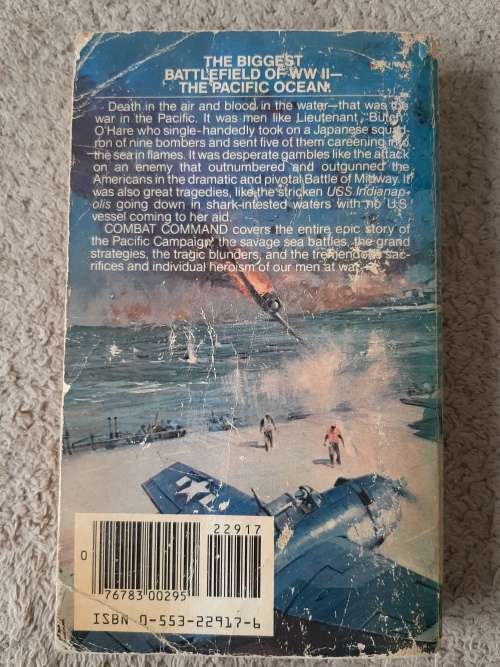 THE BIGGEST
BATTLEFIELD OF WW II—
THE PACIFIC OCEAN.
Death in the air and blood in the water—that was the
war in the Pacific. It was men like Lieutenant "Butch"
O'Hare who single-handedly took on a Japanese squad-
ron of nine bombers and sent five of them careening into
the sea in flames. It was desperate gambles like the attack
on an enemy that outnumbered and outgunned the
Americans in the dramatic and pivotal Battle of Midway. It
was also great tragedies, like the stricken USS Indianap-
olis going down in shark-infested waters with no U.S.
vessel coming to her aid.
COMBAT COMMAND covers the entire epic story of
the Pacific Campaign, the savage sea battles, the grand
strategies, the tragic blunders, and the tremendous sac-
rifices and individual heroism of our men at war.
22917
0
76783 00295
ISBN 0-553-22917-6